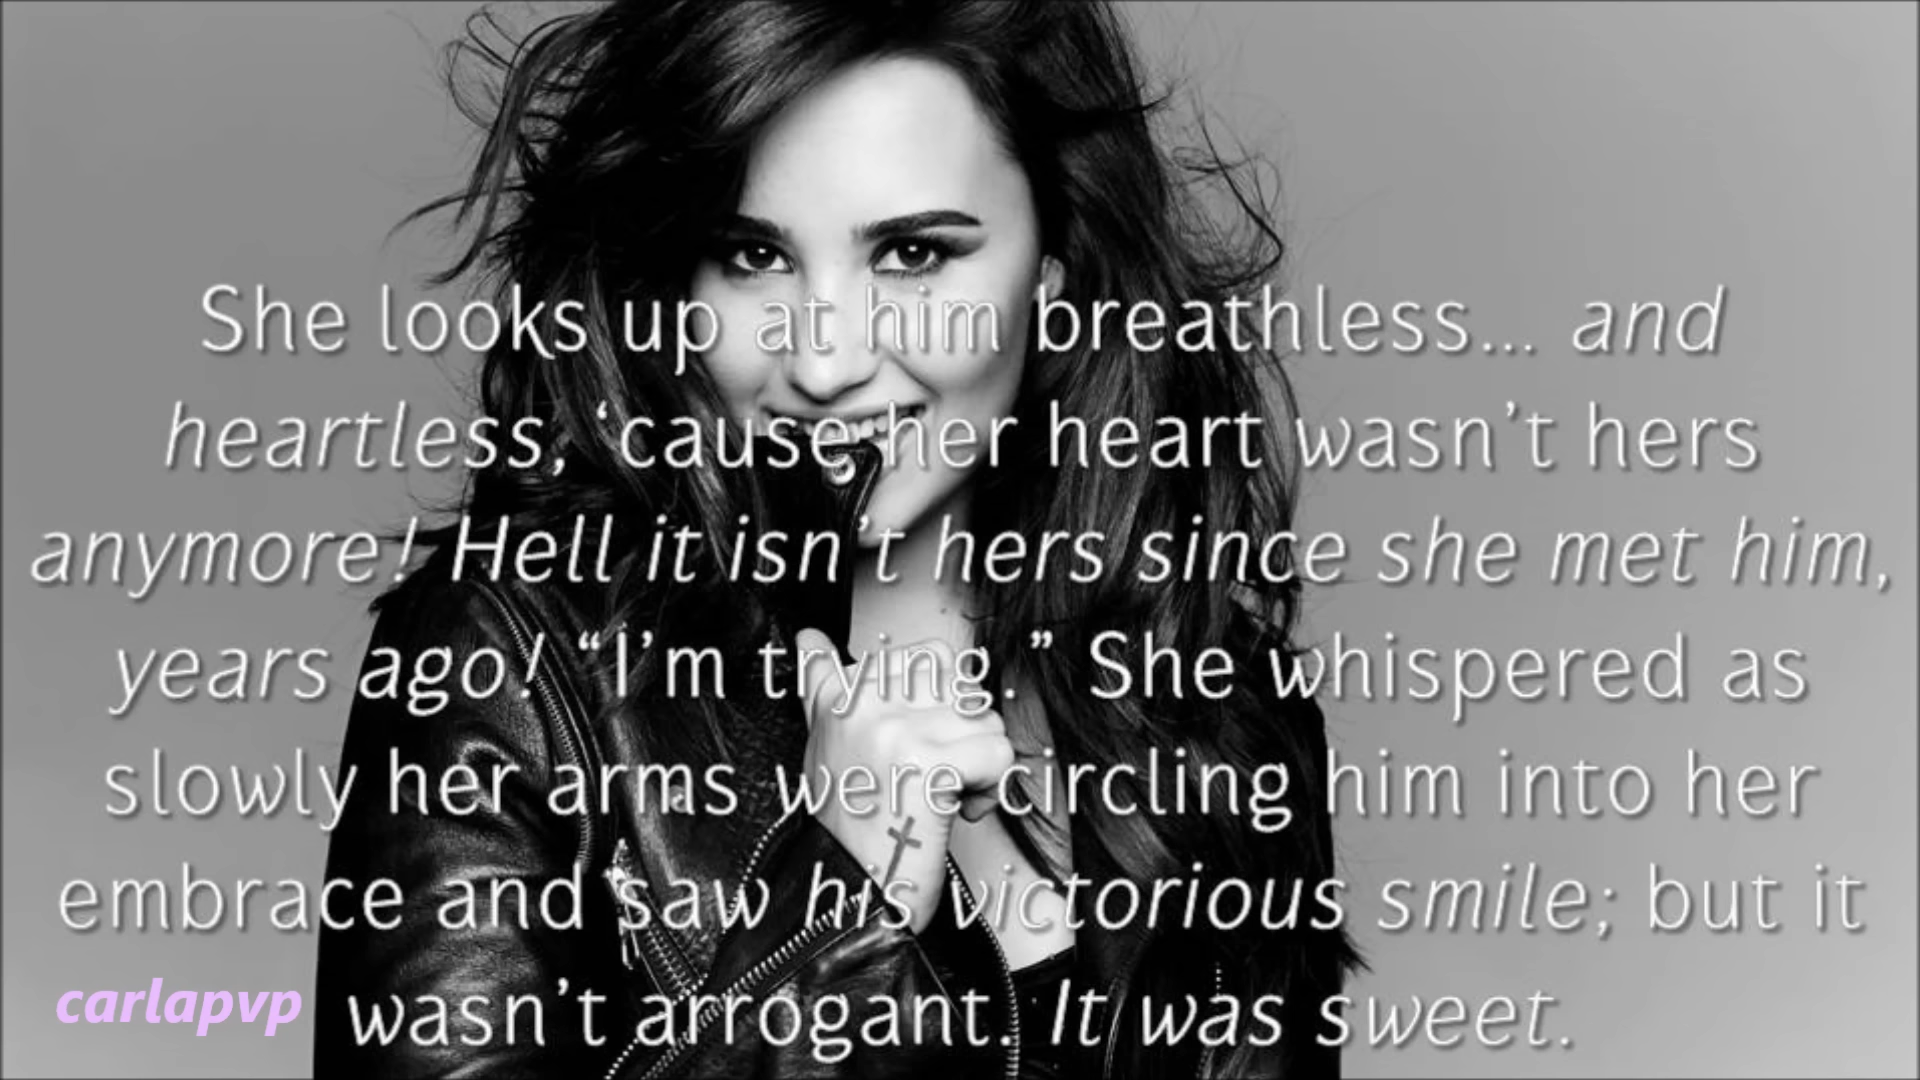 She looks up at him breathless... and
heartless, ‘cause her heart wasn’t hers
anymore! Hell it isn’t hers since she met him,
years ago! “I’m trying.” She whispered as
slowly her arms were circling him into her
embrace and saw his victorious smile; but it
wasn’t arrogant. It was sweet.
carlapvp